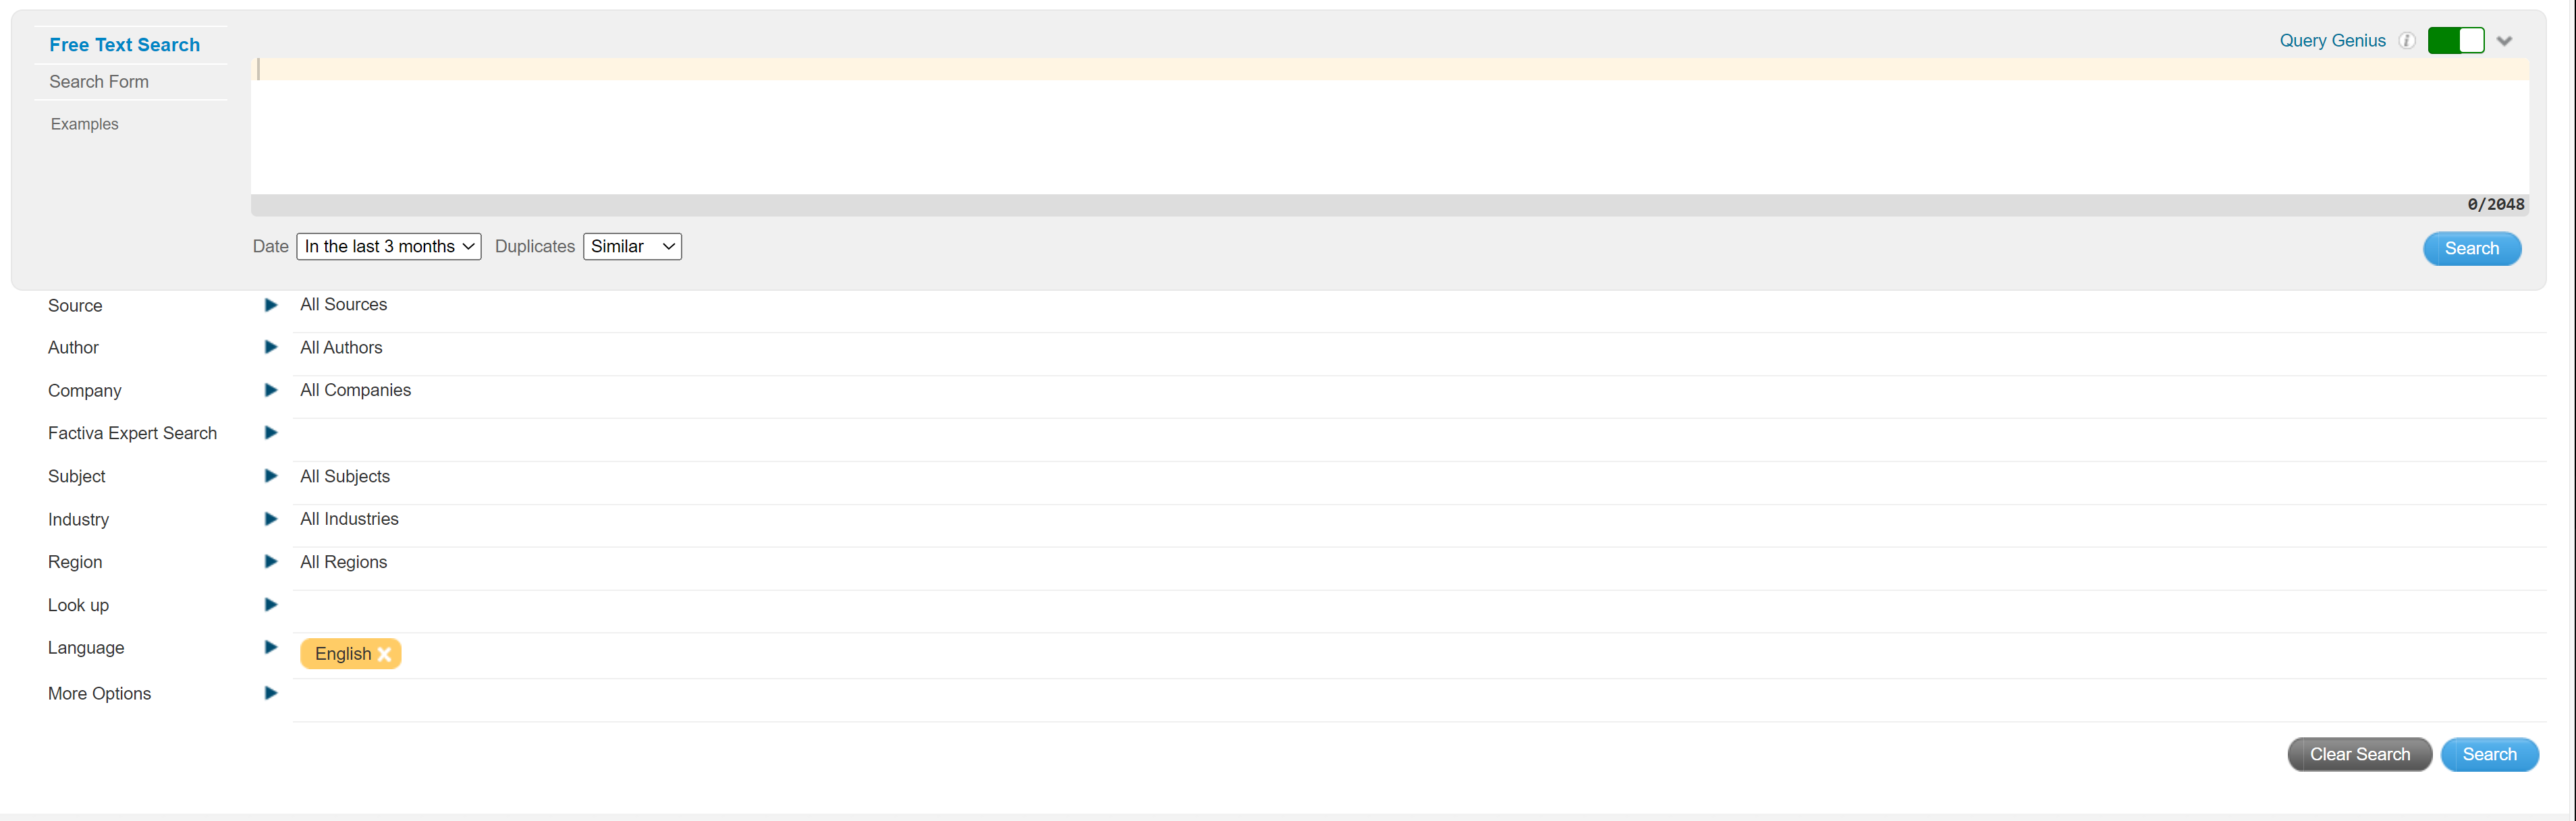 Free Text Search
Query Genius i
Search Form
Examples
0/2048
Date In the last 3 months Duplicates Similar
Search
Source All Sources
Author All Authors
Company All Companies
Factiva Expert Search
Subject All Subjects
Industry All Industries
Region All Regions
Look up
Language English
More Options
Clear Search Search